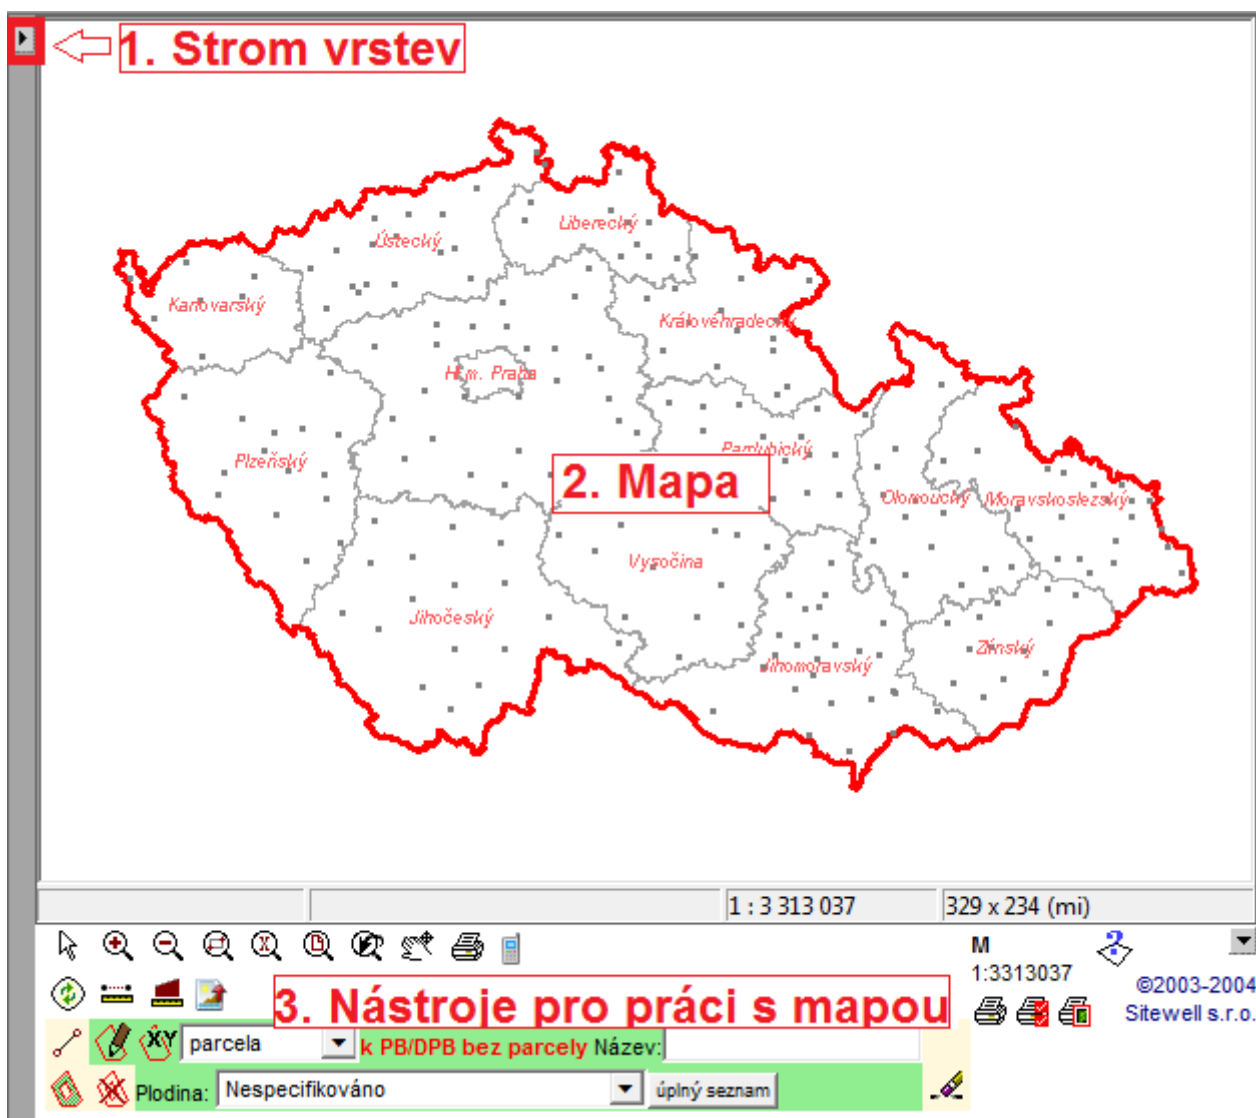 1. Strom vrstev
Liberecký
Ústecký
Karlovarský
Královéhradecký
Hl.m. Praha
Pardubický
Plzeňský
2. Mapa
Olomoucký
Moravskoslezský
Vysočina
Jihočeský
Zlínský
Jihomoravský
1 : 3 313 037
329 x 234 (mi)
M
1:3313037
©2003-2004
Sitewell s.r.o.
3. Nástroje pro práci s mapou
XY
parcela
k PB/DPB bez parcely Název:
Plodina:
Nespecifikováno
úplný seznam